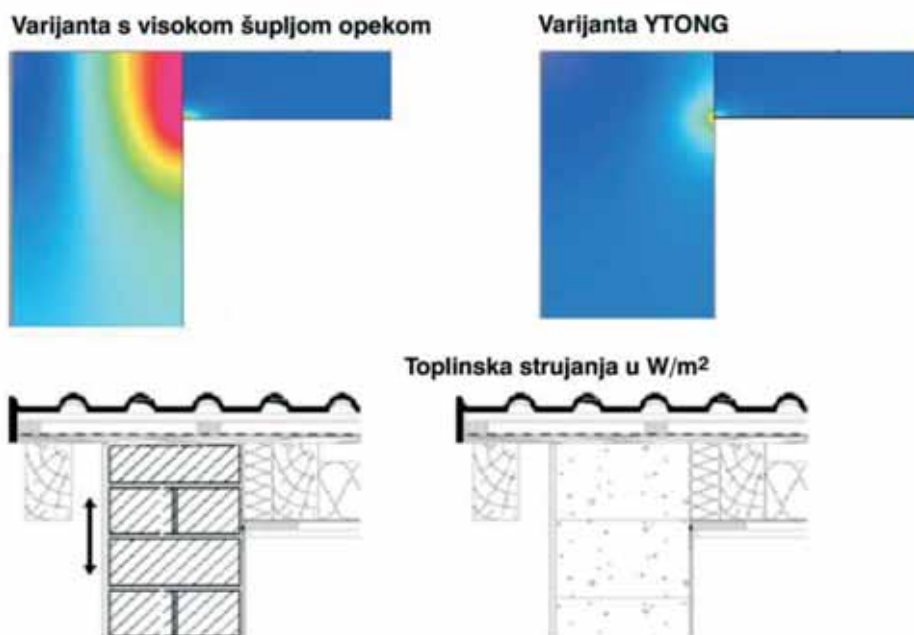 Varijanta s visokom šupljom opekom
Varijanta YTONG
Toplinska strujanja u W/m²